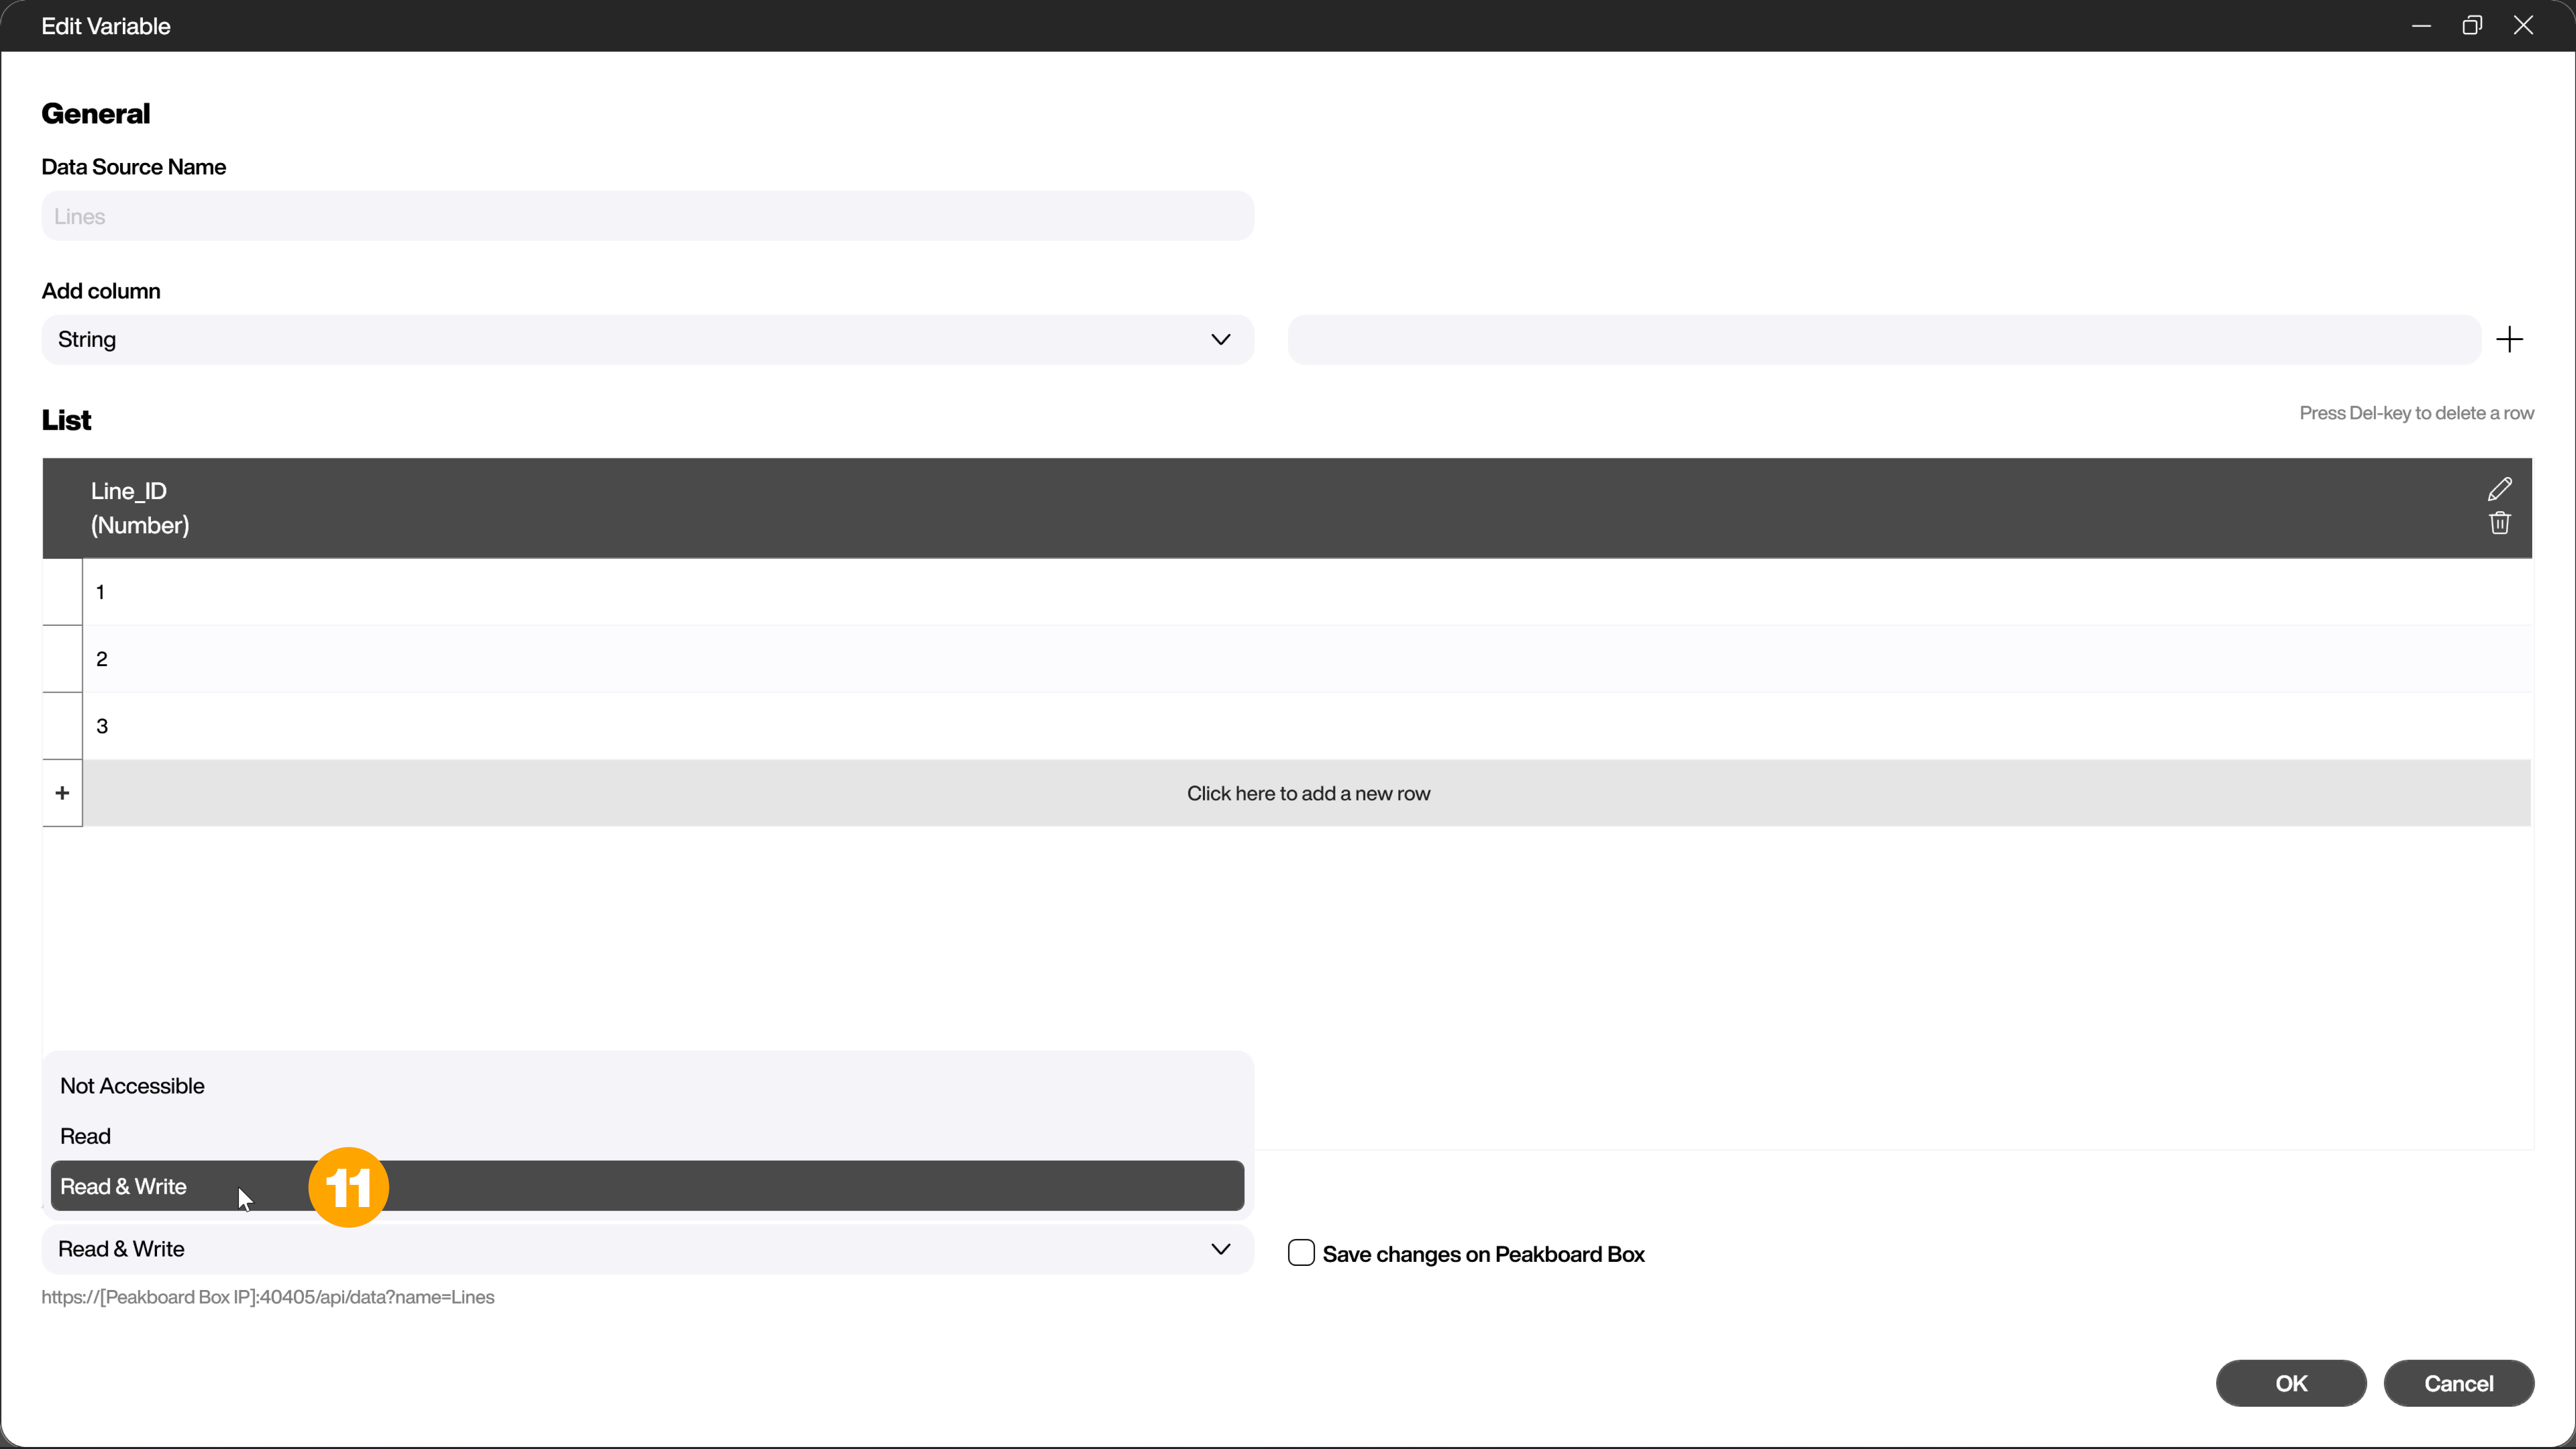 Edit Variable
General
Data Source Name
Lines
Add column
String
List
Press Del-key to delete a row
Line_ID
(Number)
1
2
3
+
Click here to add a new row
Not Accessible
Read
Read & Write
11
Read & Write
Save changes on Peakboard Box
https://[Peakboard Box IP]:40405/api/data?name=Lines
OK
Cancel